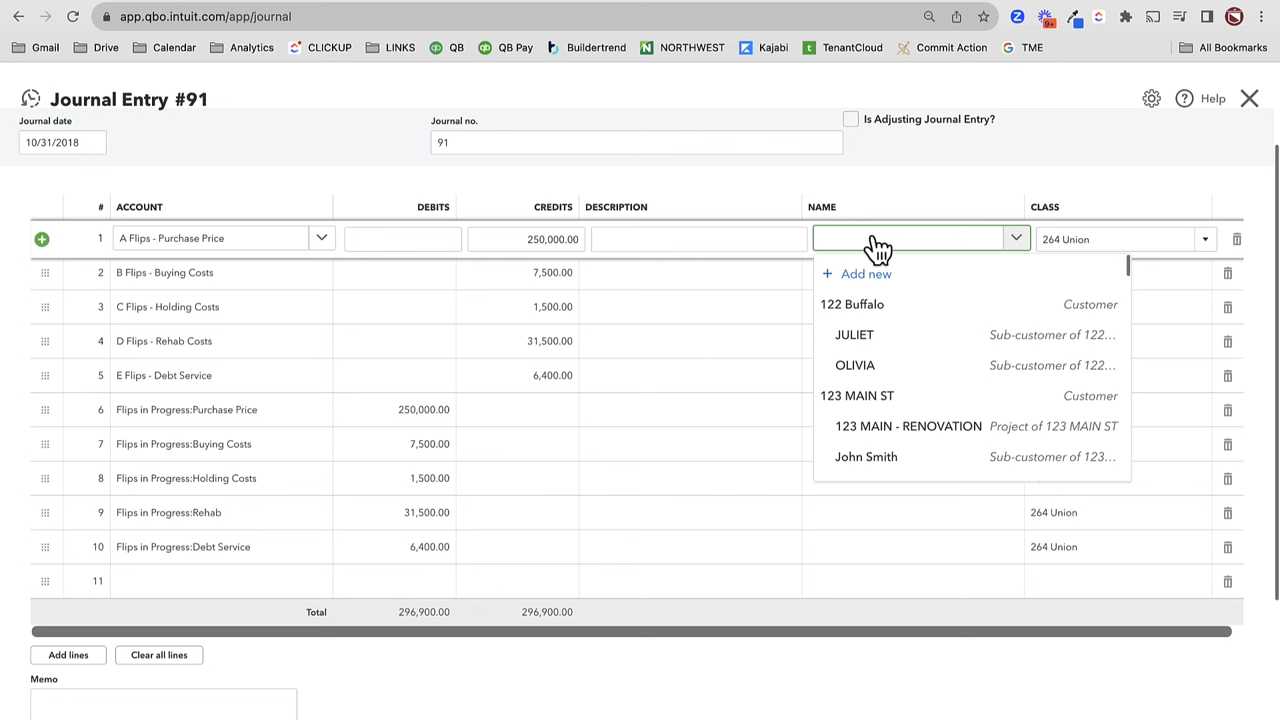 app.qbo.intuit.com/app/journal
9+
Gmail Drive Calendar Analytics CLICKUP LINKS QB QB Pay Buildertrend NORTHWEST Kajabi TenantCloud Commit Action TME All Bookmarks
Journal Entry #91
Help
Journal date
Journal no.
Is Adjusting Journal Entry?
10/31/2018
91
# ACCOUNT DEBITS CREDITS DESCRIPTION NAME CLASS
1 A Flips - Purchase Price 250,000.00 264 Union
2 B Flips - Buying Costs 7,500.00
+ Add new
3 C Flips - Holding Costs 1,500.00
122 Buffalo Customer
4 D Flips - Rehab Costs 31,500.00
JULIET Sub-customer of 122...
5 E Flips - Debt Service 6,400.00
OLIVIA Sub-customer of 122...
123 MAIN ST Customer
6 Flips in Progress:Purchase Price 250,000.00
123 MAIN - RENOVATION Project of 123 MAIN ST
7 Flips in Progress:Buying Costs 7,500.00
John Smith Sub-customer of 123...
8 Flips in Progress:Holding Costs 1,500.00
9 Flips in Progress:Rehab 31,500.00 264 Union
10 Flips in Progress:Debt Service 6,400.00 264 Union
11
Total 296,900.00 296,900.00
Add lines Clear all lines
Memo